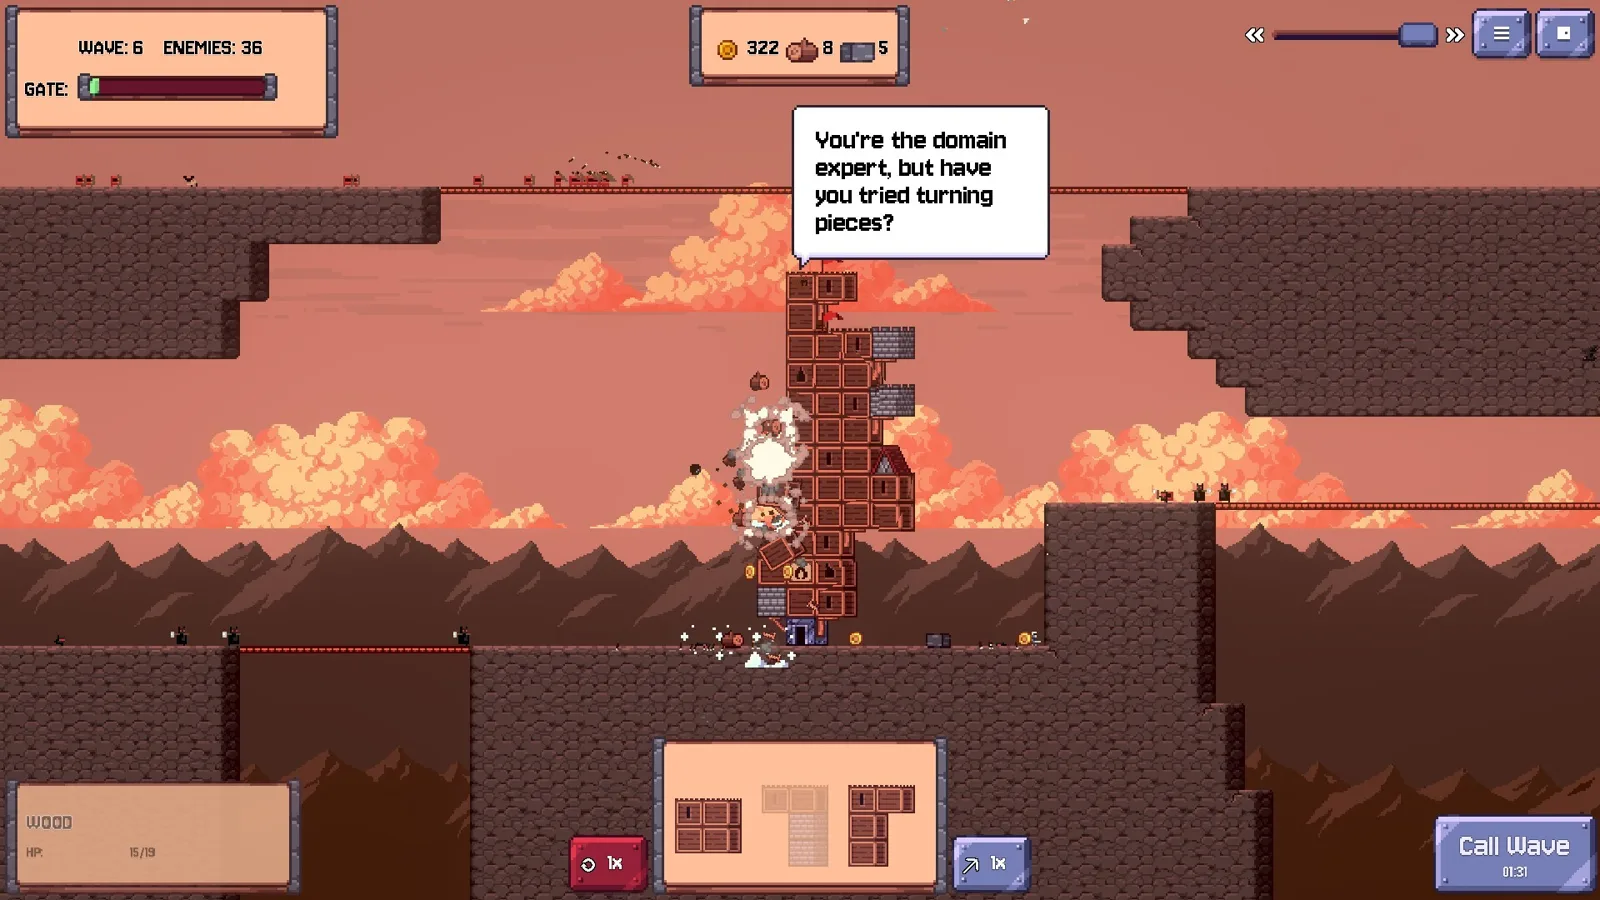 WAVE: 6 ENEMIES: 36
GATE:
322 8 5
You're the domain
expert, but have
you tried turning
pieces?
WOOD
HP: 15/19
1x
1x
Call Wave
01:31